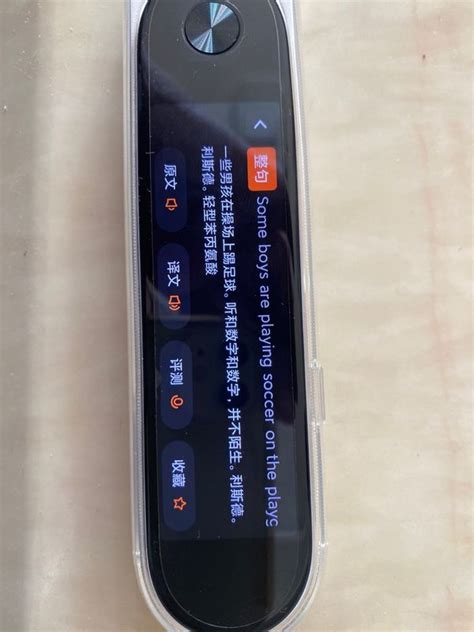 整句 Some boys are playing soccer on the playg
一些男孩在操场上踢足球。听和数字和数字，并不陌生。利斯德。
利斯德。轻型苯丙氨酸
原文 译文 评测 收藏